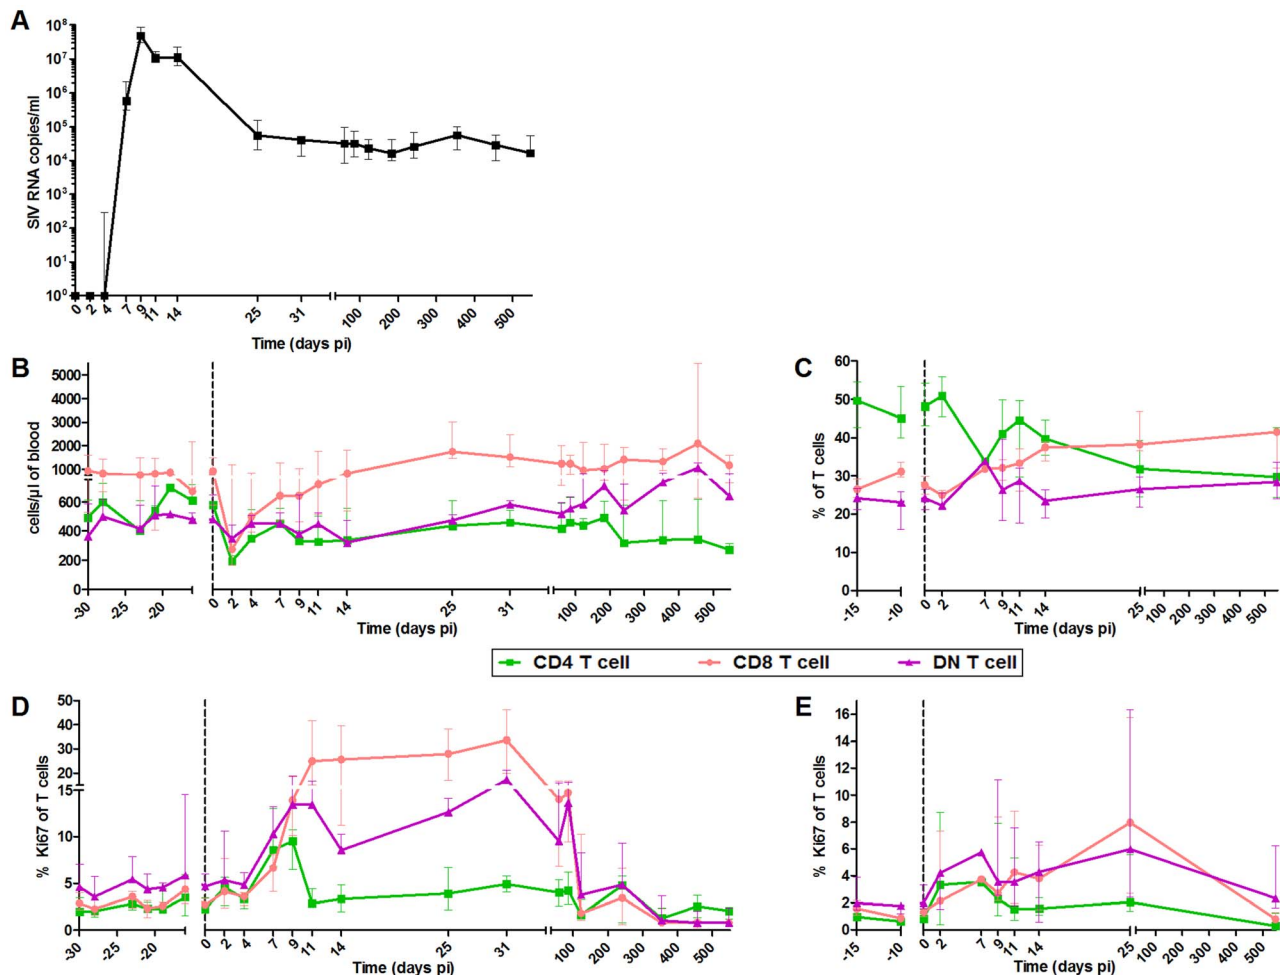 A
SIV RNA copies/ml
10⁸
10⁷
10⁶
10⁵
10⁴
10³
10²
10¹
10⁰
0 2 4 7 9 11 14 25 31 100 200 300 400 500
Time (days pi)
B
cells/µl of blood
5000
4000
3000
2000
1000
600
400
200
0
-30 -25 -20 0 2 4 7 9 11 14 25 31 100 200 300 400 500
Time (days pi)
C
% of T cells
60
50
40
30
20
10
0
-15 -10 0 2 7 9 11 14 25 100 200 300 400 500
Time (days pi)
CD4 T cell CD8 T cell DN T cell
D
% Ki67 of T cells
50
40
30
20
15
10
5
0
-30 -25 -20 0 2 4 7 9 11 14 25 31 100 200 300 400 500
Time (days pi)
E
% Ki67 of T cells
16
14
12
10
8
6
4
2
0
-15 -10 0 2 7 9 11 14 25 100 200 300 400 500
Time (days pi)